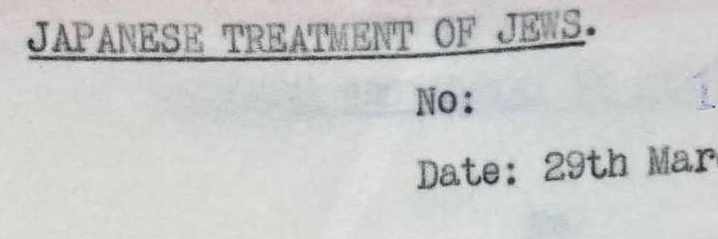 JAPANESE TREATMENT OF JEWS.
No:
Date: 29th Mar